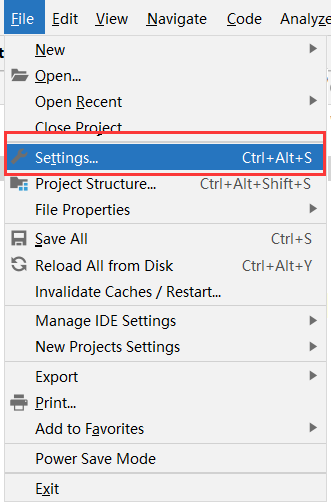 File Edit View Navigate Code Analyze
New
Open...
Open Recent
Close Project
Settings... Ctrl+Alt+S
Project Structure... Ctrl+Alt+Shift+S
File Properties
Save All Ctrl+S
Reload All from Disk Ctrl+Alt+Y
Invalidate Caches / Restart...
Manage IDE Settings
New Projects Settings
Export
Print...
Add to Favorites
Power Save Mode
Exit